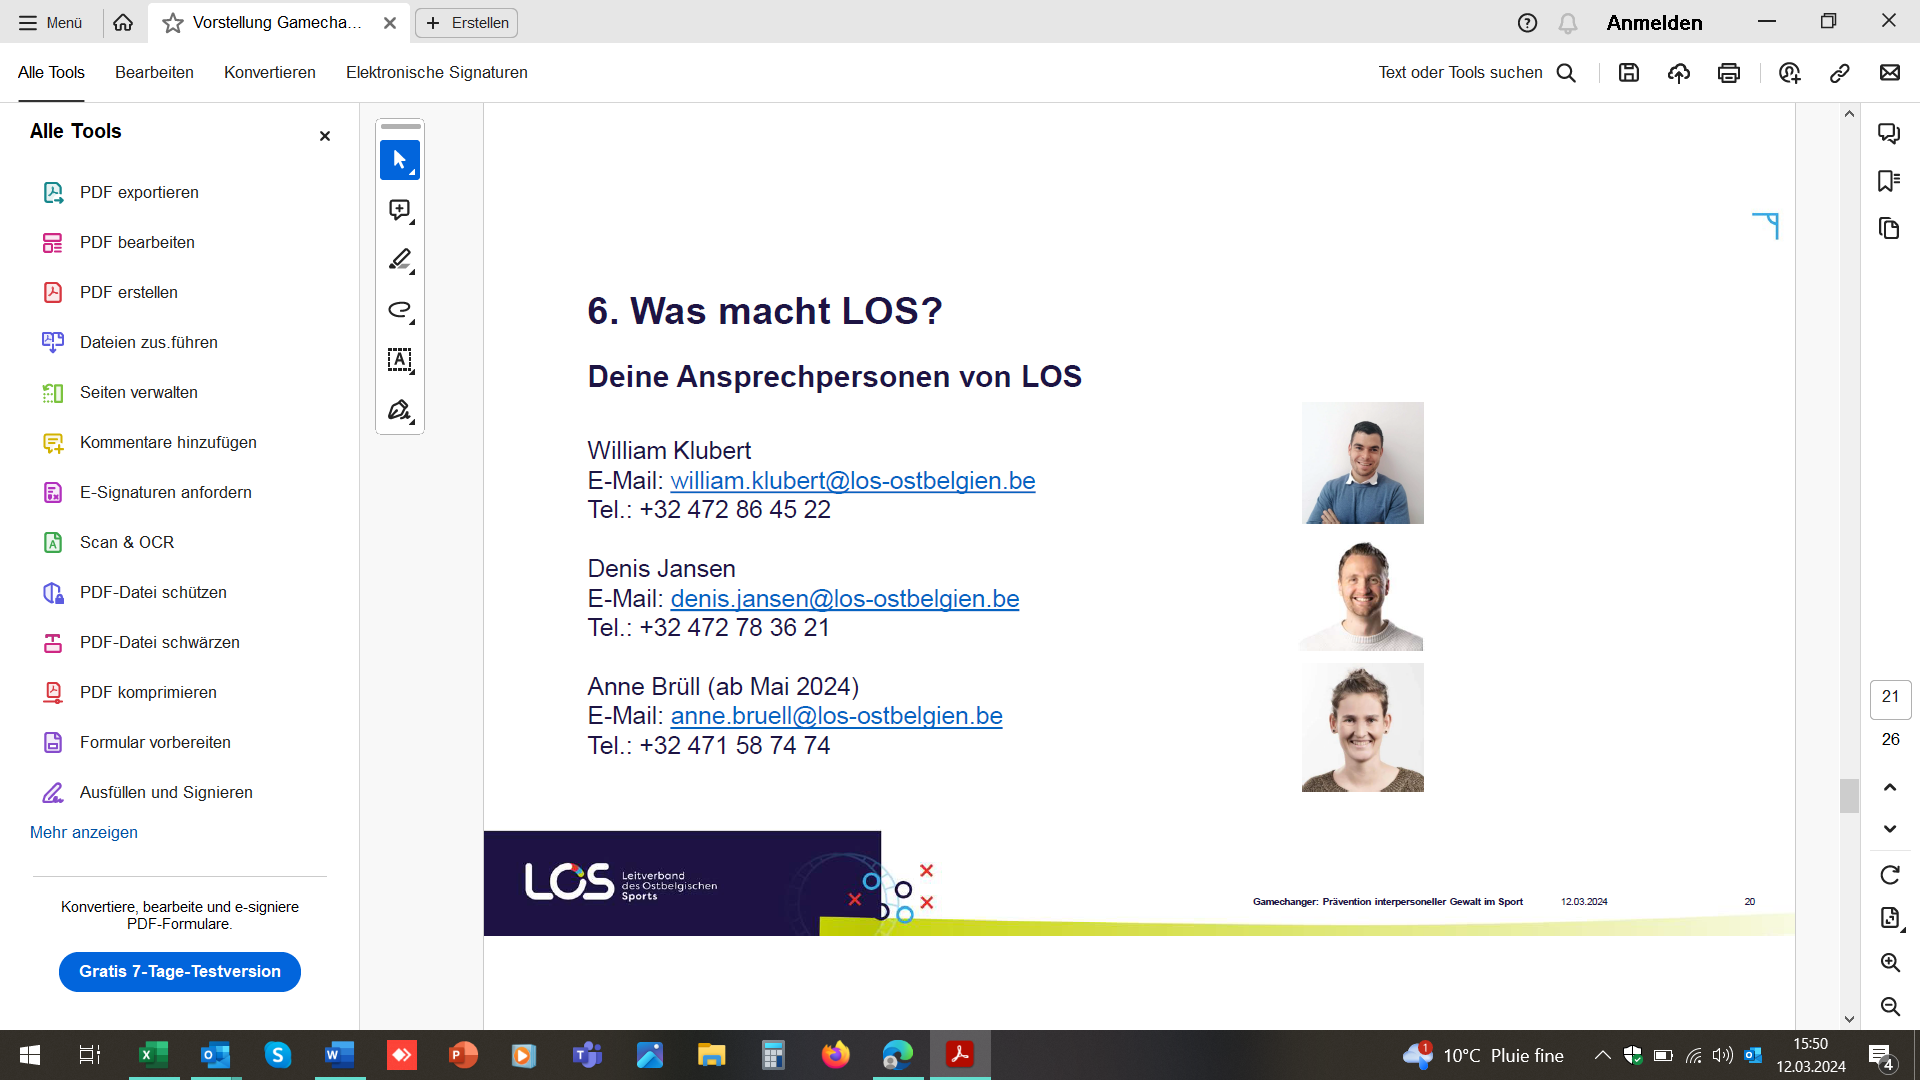 Menü
Vorstellung Gamecha...
Erstellen
Anmelden
Alle Tools
Bearbeiten
Konvertieren
Elektronische Signaturen
Text oder Tools suchen
Alle Tools
PDF exportieren
PDF bearbeiten
PDF erstellen
Dateien zus.führen
Seiten verwalten
Kommentare hinzufügen
E-Signaturen anfordern
Scan & OCR
PDF-Datei schützen
PDF-Datei schwärzen
PDF komprimieren
Formular vorbereiten
Ausfüllen und Signieren
Mehr anzeigen
Konvertiere, bearbeite und e-signiere
PDF-Formulare.
Gratis 7-Tage-Testversion
6. Was macht LOS?
Deine Ansprechpersonen von LOS
William Klubert
E-Mail: william.klubert@los-ostbelgien.be
Tel.: +32 472 86 45 22
Denis Jansen
E-Mail: denis.jansen@los-ostbelgien.be
Tel.: +32 472 78 36 21
Anne Brüll (ab Mai 2024)
E-Mail: anne.bruell@los-ostbelgien.be
Tel.: +32 471 58 74 74
LOS
Leitverband
des Ostbelgischen
Sports
Gamechanger: Prävention interpersoneller Gewalt im Sport
12.03.2024
20
21
26
1
10°C Pluie fine
15:50
12.03.2024
4